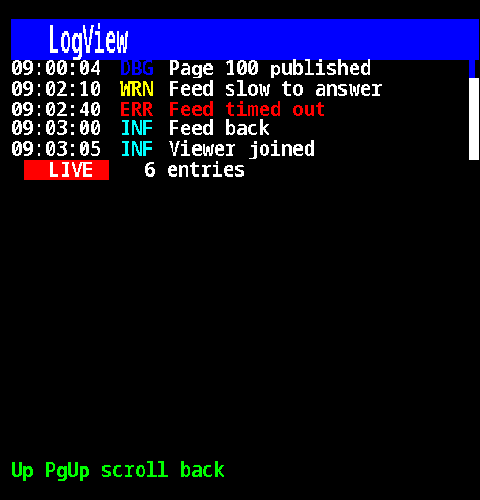 LogView
09:00:04 DBG Page 100 published
09:02:10 WRN Feed slow to answer
09:02:40 ERR Feed timed out
09:03:00 INF Feed back
09:03:05 INF Viewer joined
LIVE 6 entries
Up PgUp scroll back